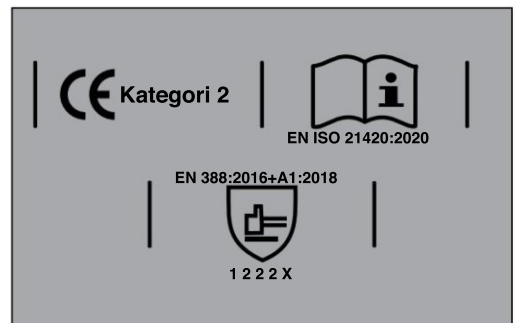 CE Kategori 2
i
EN ISO 21420:2020
EN 388:2016+A1:2018
1 2 2 2 X